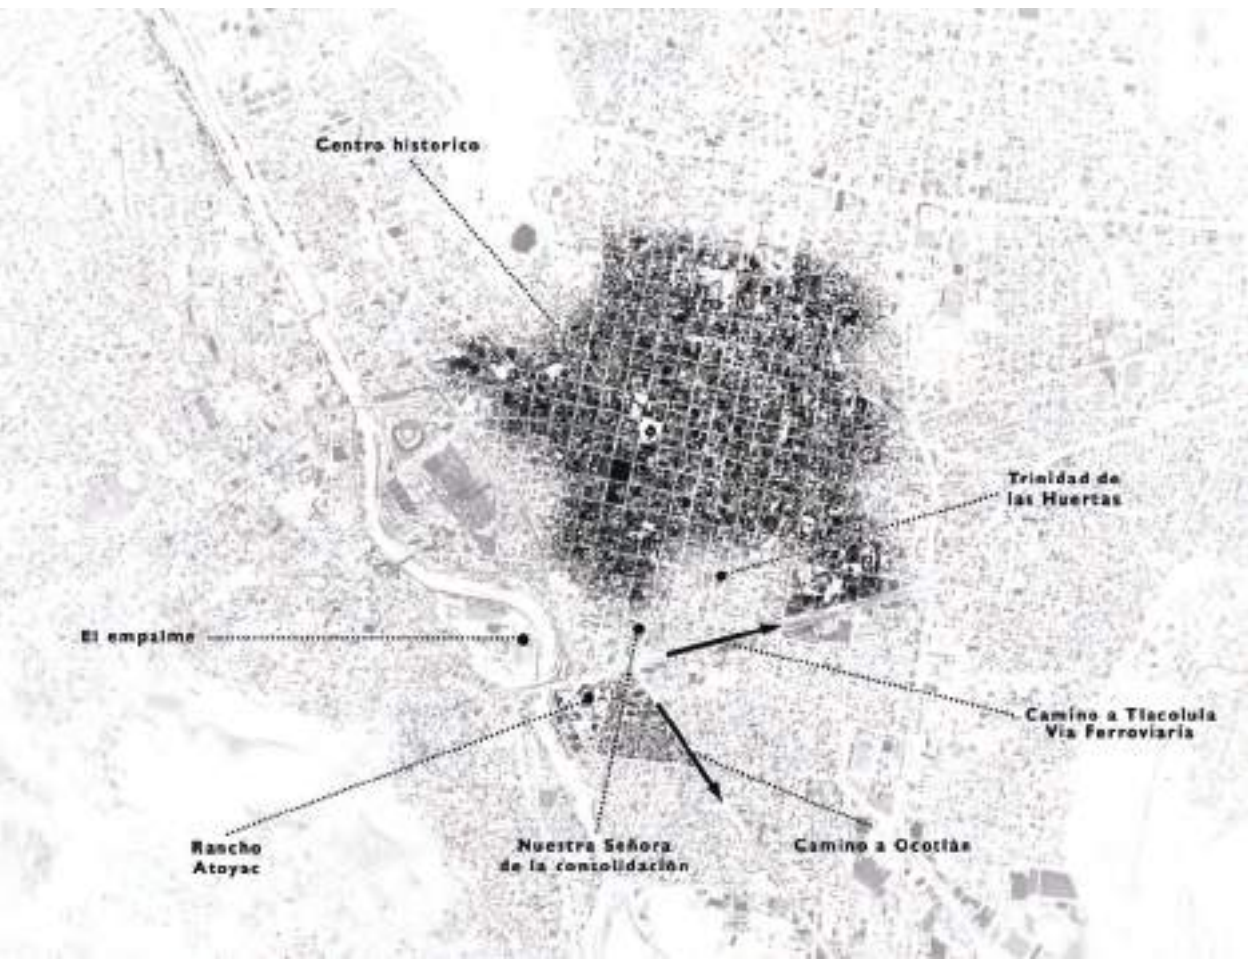 Centro historico
Trinidad de
las Huertas
El empalme
Camino a Tlacolula
Via Ferroviaria
Rancho
Atoyac
Nuestra Señora
de la consolidación
Camino a Ocotlán